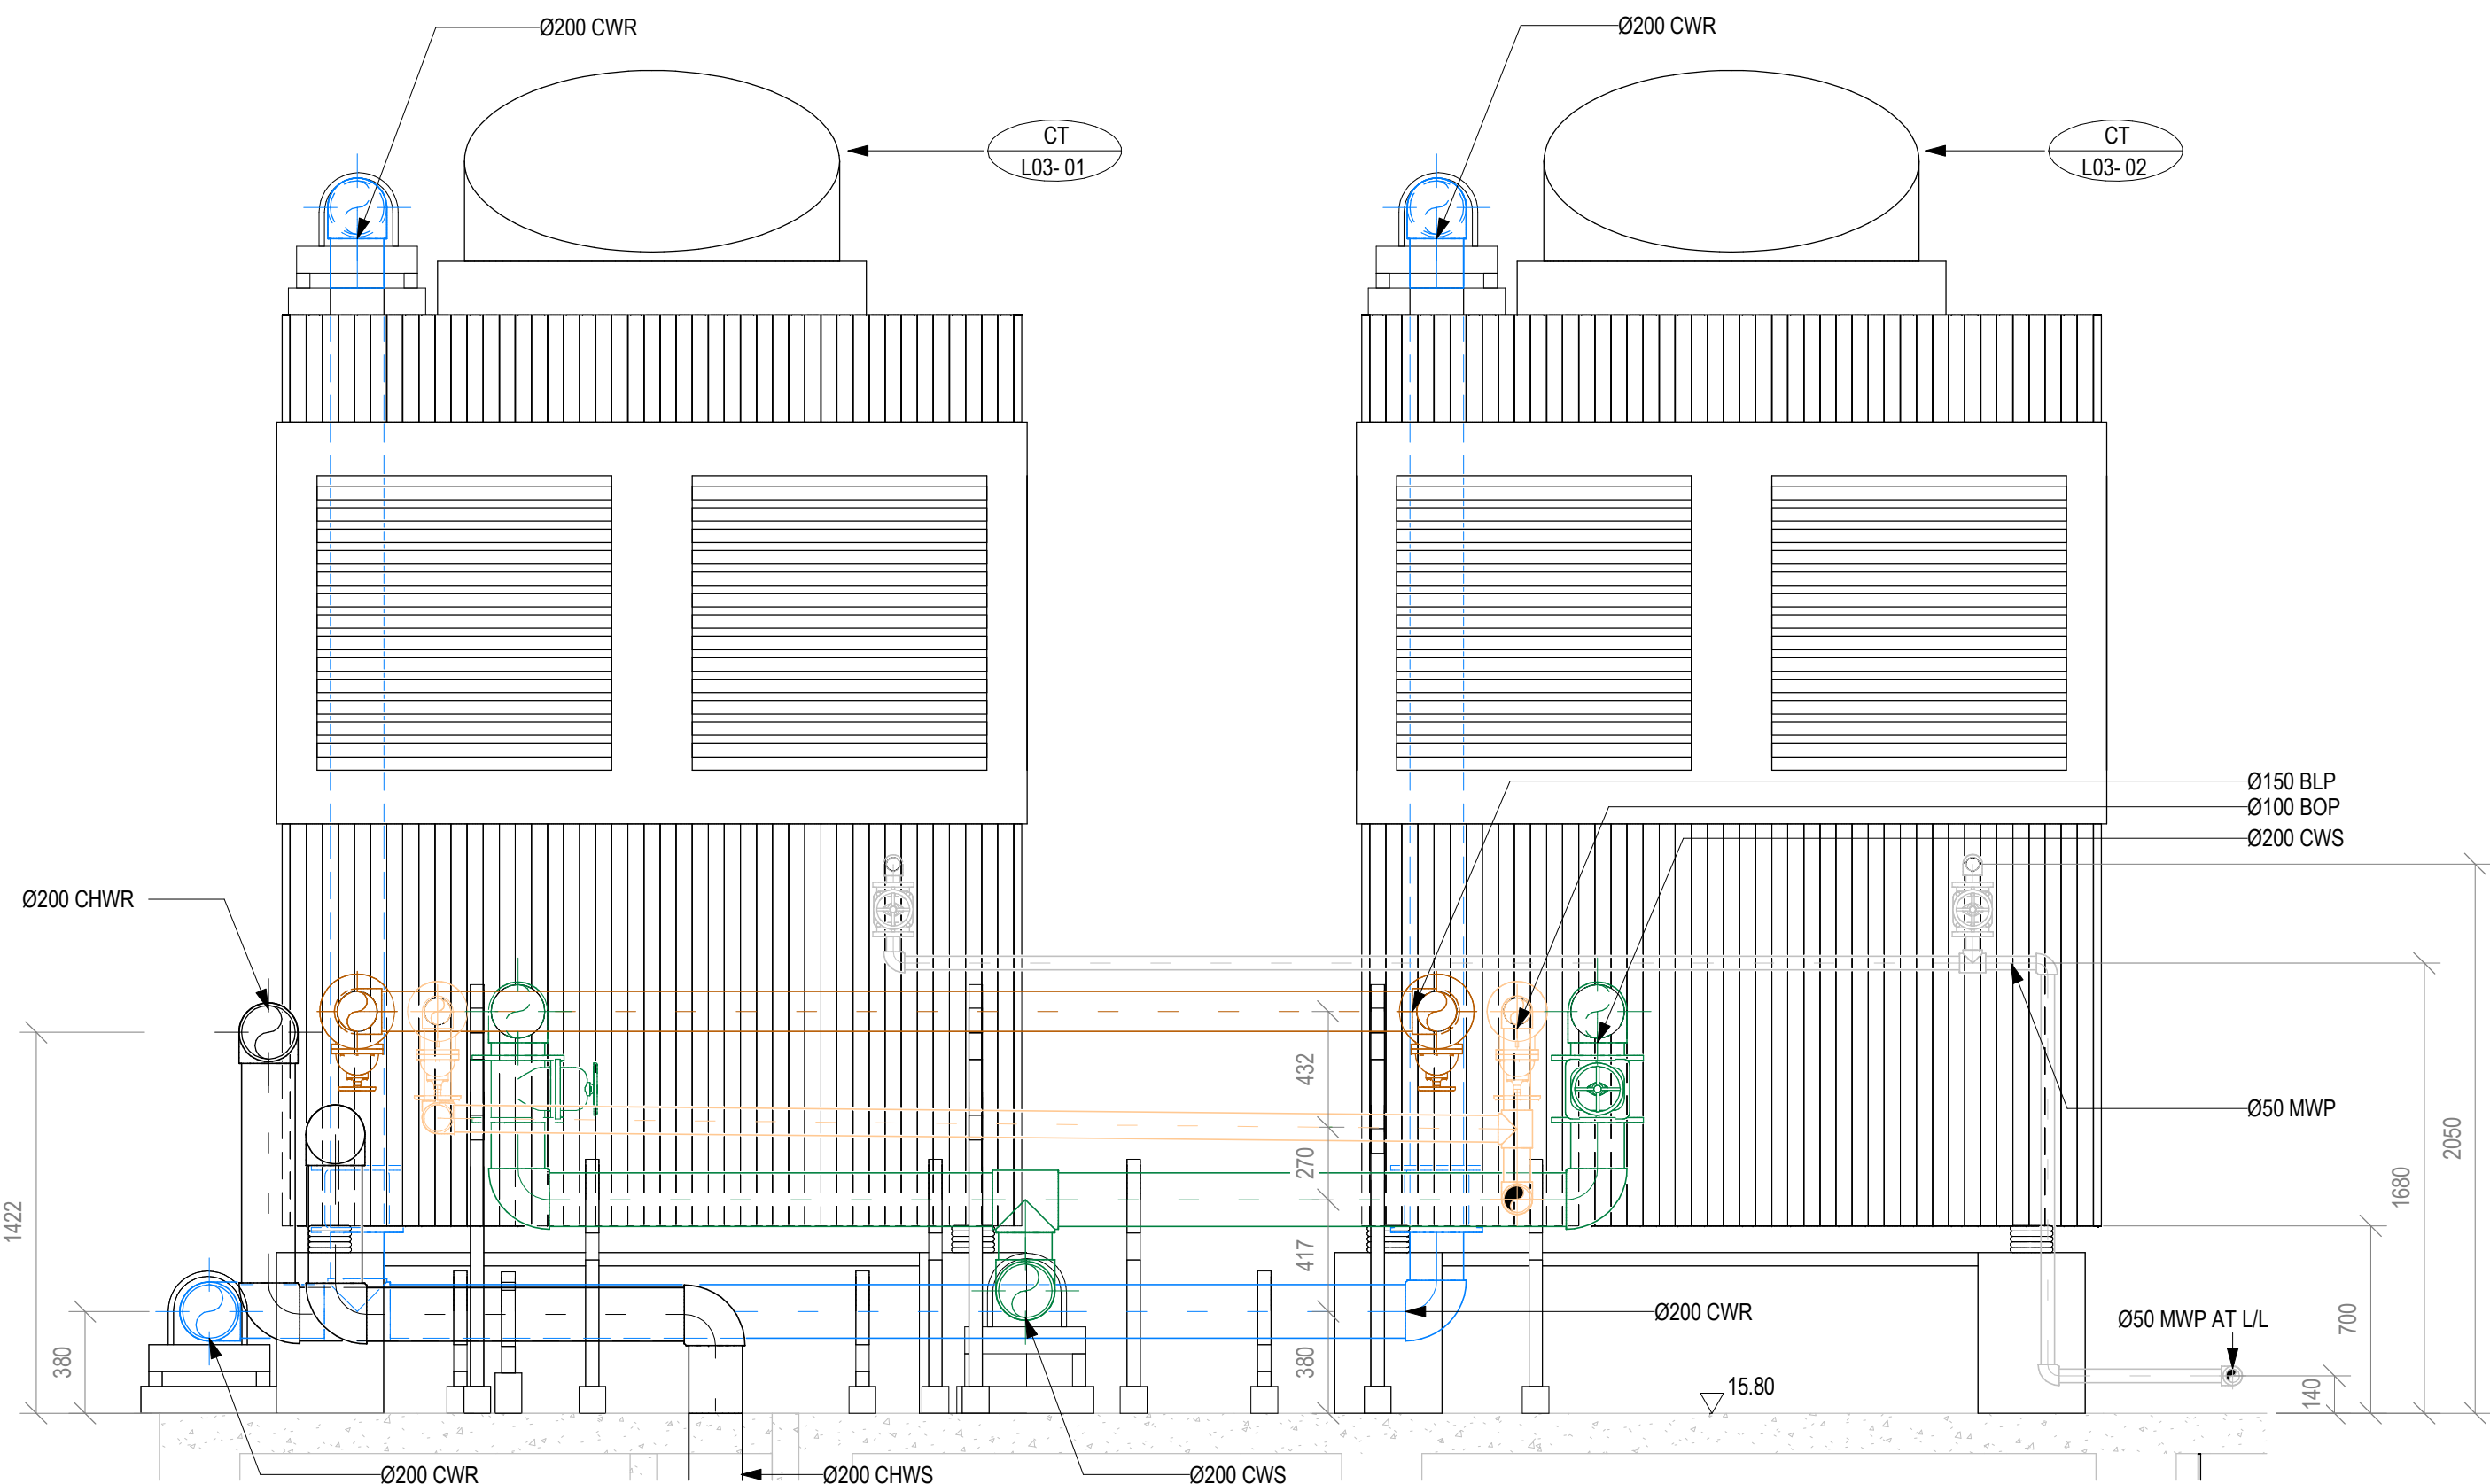 Ø200 CWR
Ø200 CWR
CT
L03- 01
CT
L03- 02
Ø150 BLP
Ø100 BOP
Ø200 CWS
Ø200 CHWR
432
Ø50 MWP
2050
270
1680
1422
417
Ø200 CWR
Ø50 MWP AT L/L
700
380
380
15.80
140
Ø200 CWR
Ø200 CHWS
Ø200 CWS